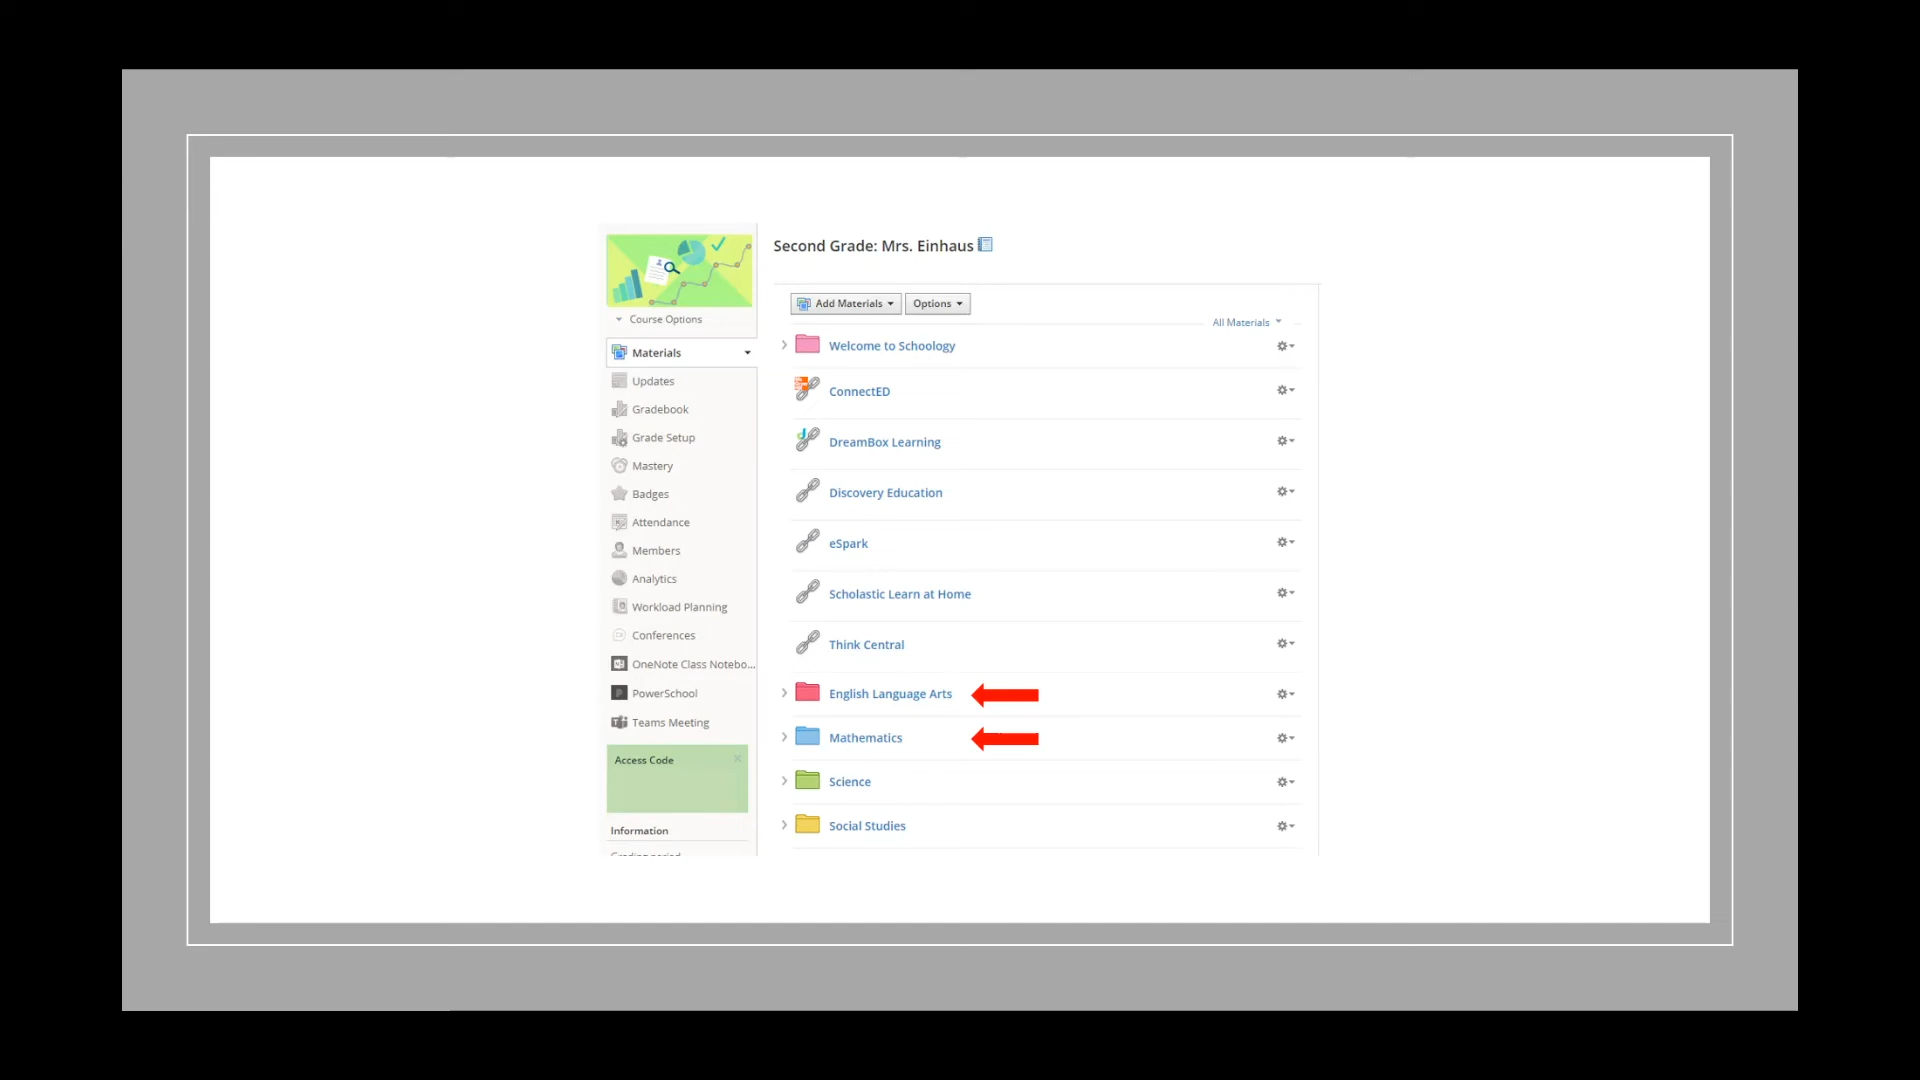 Second Grade: Mrs. Einhaus
Course Options
Materials
Updates
Gradebook
Grade Setup
Mastery
Badges
Attendance
Members
Analytics
Workload Planning
Conferences
OneNote Class Notebo...
PowerSchool
Teams Meeting
Access Code
Information
Add Materials
Options
All Materials
Welcome to Schoology
ConnectED
DreamBox Learning
Discovery Education
eSpark
Scholastic Learn at Home
Think Central
English Language Arts
Mathematics
Science
Social Studies